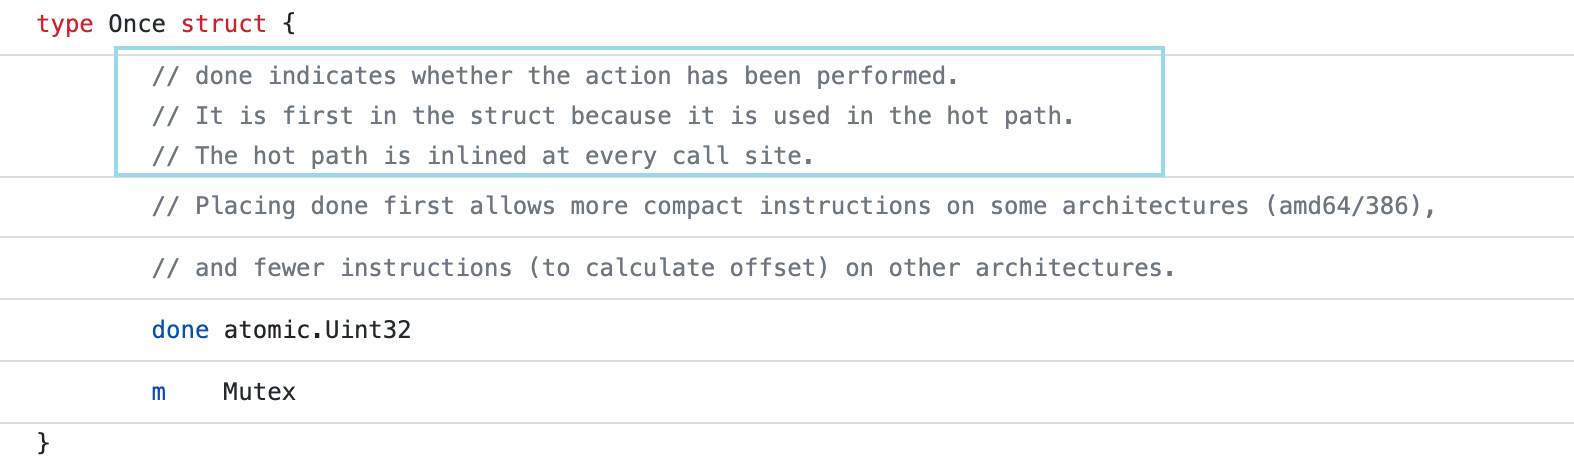 type Once struct {
// done indicates whether the action has been performed.
// It is first in the struct because it is used in the hot path.
// The hot path is inlined at every call site.
// Placing done first allows more compact instructions on some architectures (amd64/386),
// and fewer instructions (to calculate offset) on other architectures.
done atomic.Uint32
m    Mutex
}